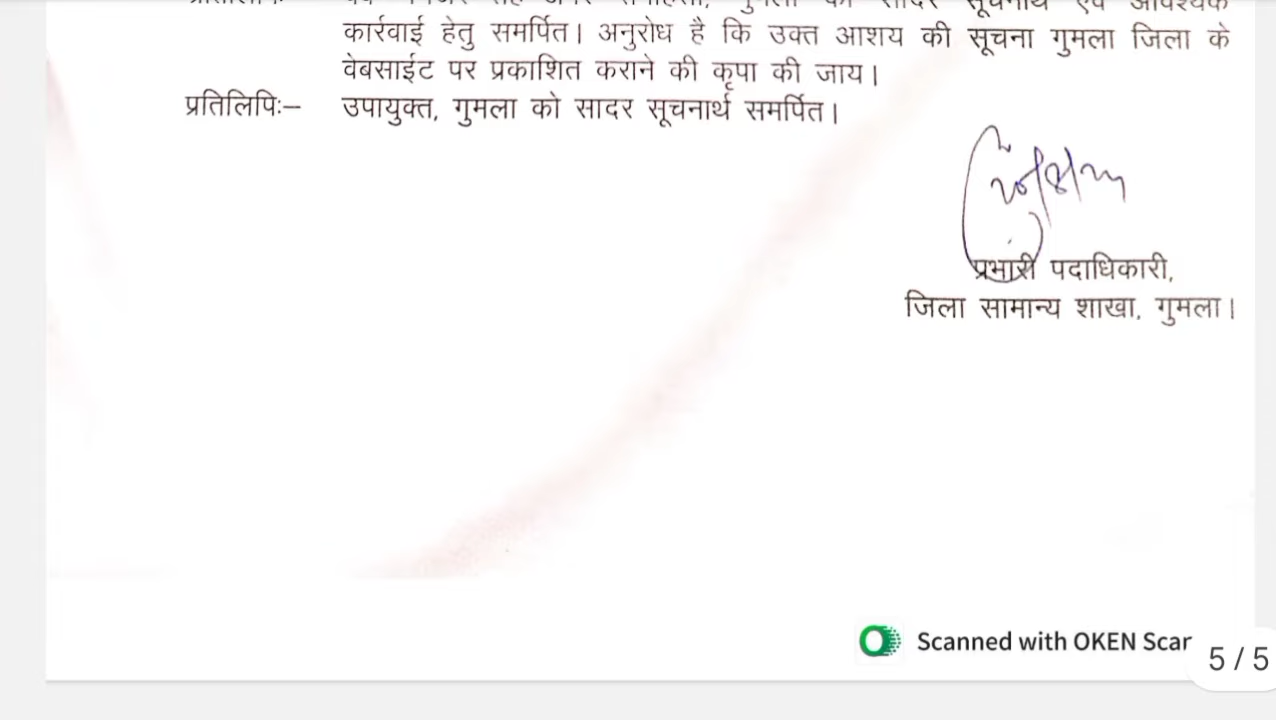 कार्रवाई हेतु समर्पित। अनुरोध है कि उक्त आशय की सूचना गुमला जिला के
वेबसाईट पर प्रकाशित कराने की कृपा की जाय।
प्रतिलिपिः– उपायुक्त, गुमला को सादर सूचनार्थ समर्पित।
प्रभारी पदाधिकारी,
जिला सामान्य शाखा, गुमला।
Scanned with OKEN Scar
5 / 5